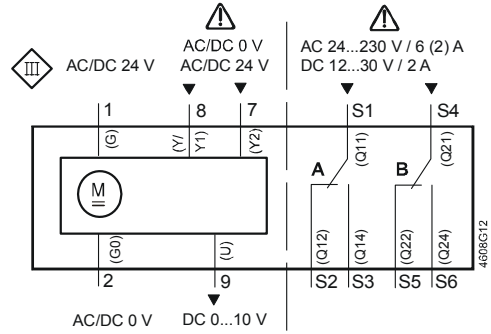 AC/DC 0 V
AC/DC 24 V
AC 24...230 V / 6 (2) A
DC 12...30 V / 2 A
III
AC/DC 24 V
1
8
7
S1
S4
(G)
(Y/
Y1)
(Y2)
(Q11)
(Q21)
A
B
M
(G0)
(U)
(Q12)
(Q14)
(Q22)
(Q24)
2
9
S2
S3
S5
S6
AC/DC 0 V
DC 0...10 V
4608G12